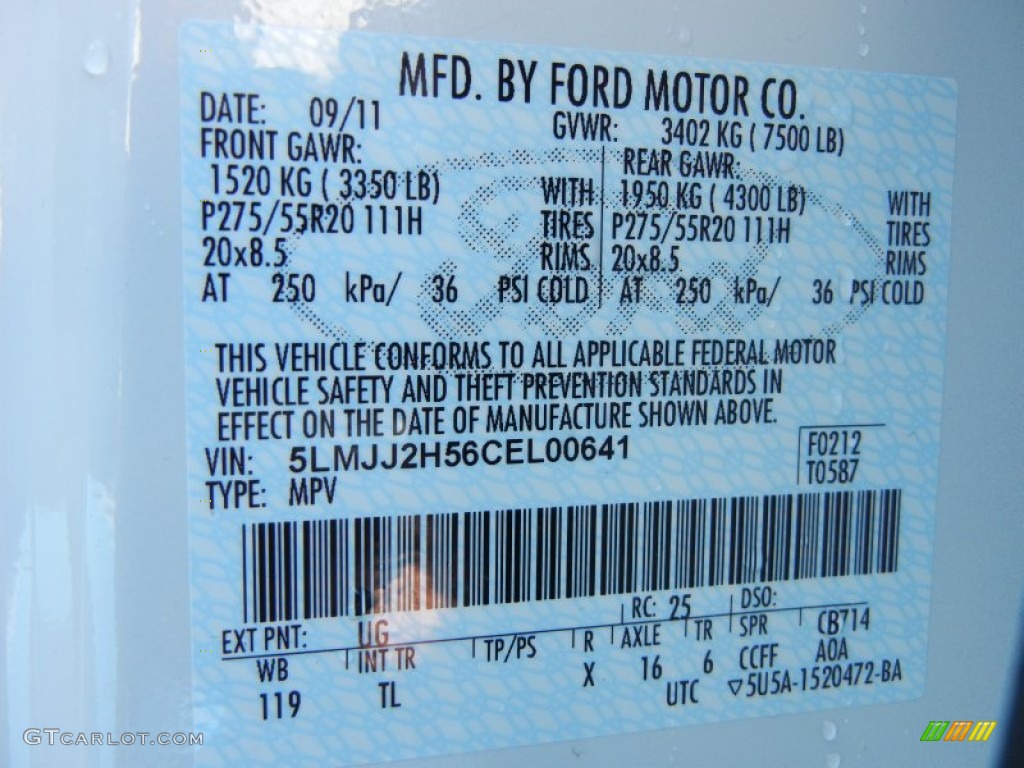 MFD. BY FORD MOTOR CO.
DATE: 09/11 GVWR: 3402 KG ( 7500 LB)
FRONT GAWR: REAR GAWR:
1520 KG ( 3350 LB) WITH 1950 KG ( 4300 LB) WITH
P275/55R20 111H TIRES P275/55R20 111H TIRES
20x8.5 RIMS 20x8.5 RIMS
AT 250 kPa/ 36 PSI COLD AT 250 kPa/ 36 PSI COLD
THIS VEHICLE CONFORMS TO ALL APPLICABLE FEDERAL MOTOR
VEHICLE SAFETY AND THEFT PREVENTION STANDARDS IN
EFFECT ON THE DATE OF MANUFACTURE SHOWN ABOVE.
VIN: 5LMJJ2H56CEL00641 F0212
TYPE: MPV T0587
EXT PNT: UG RC: 25 DSO:
WB INT TR TP/PS R AXLE TR SPR CB714
119 TL X 16 6 CCFF AOA
UTC ▽5U5A-1520472-BA
Ford
GTCARLOT.COM